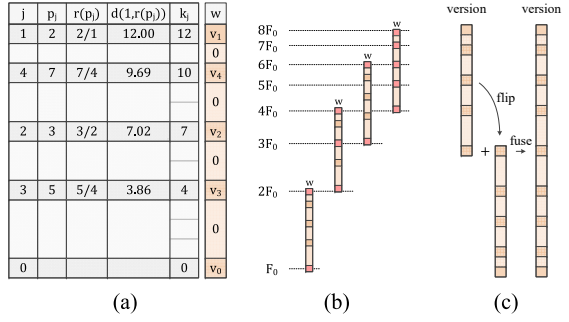 j p_j r(p_j) d(1,r(p_j)) k_j w
1 2 2/1 12.00 12 v_1
0
4 7 7/4 9.69 10 v_4
0
2 3 3/2 7.02 7 v_2
0
3 5 5/4 3.86 4 v_3
0
0 0 v_0
(a)
w
8F_0
7F_0
w
6F_0
5F_0
w
4F_0
3F_0
w
2F_0
F_0
(b)
version version
flip
+ fuse
(c)